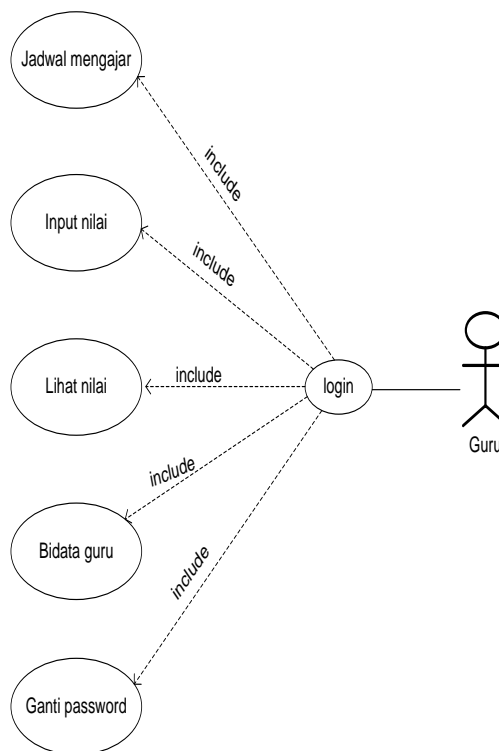 Jadwal mengajar
include
Input nilai
include
Lihat nilai
include
login
Guru
include
Bidata guru
include
Ganti password